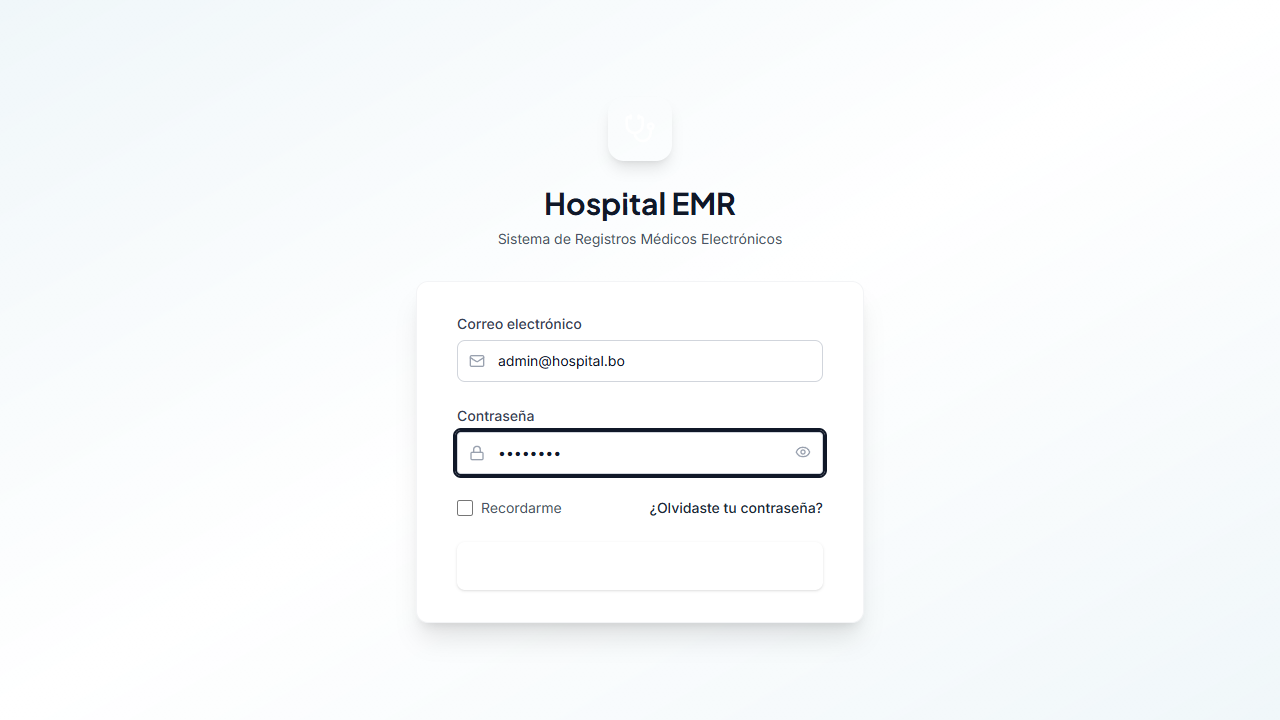 Hospital EMR
Sistema de Registros Médicos Electrónicos
Correo electrónico
admin@hospital.bo
Contraseña
••••••••
Recordarme
¿Olvidaste tu contraseña?